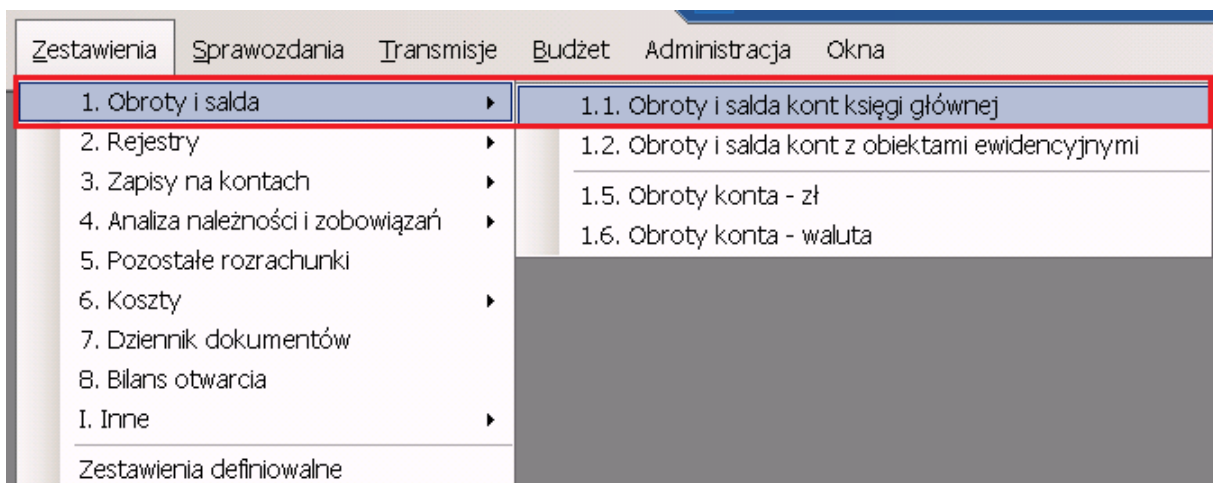 Zestawienia Sprawozdania Transmisje Budżet Administracja Okna
1. Obroty i salda
1.1. Obroty i salda kont księgi głównej
2. Rejestry
1.2. Obroty i salda kont z obiektami ewidencyjnymi
3. Zapisy na kontach
1.5. Obroty konta - zł
4. Analiza należności i zobowiązań
1.6. Obroty konta - waluta
5. Pozostałe rozrachunki
6. Koszty
7. Dziennik dokumentów
8. Bilans otwarcia
I. Inne
Zestawienia definiowalne